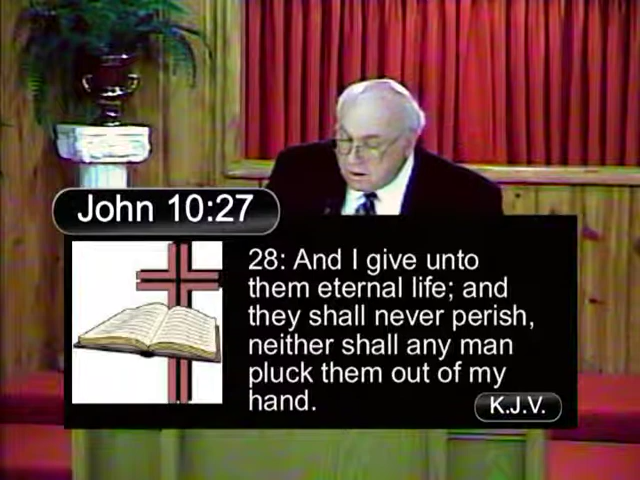 John 10:27
28: And I give unto
them eternal life; and
they shall never perish,
neither shall any man
pluck them out of my
hand.
K.J.V.